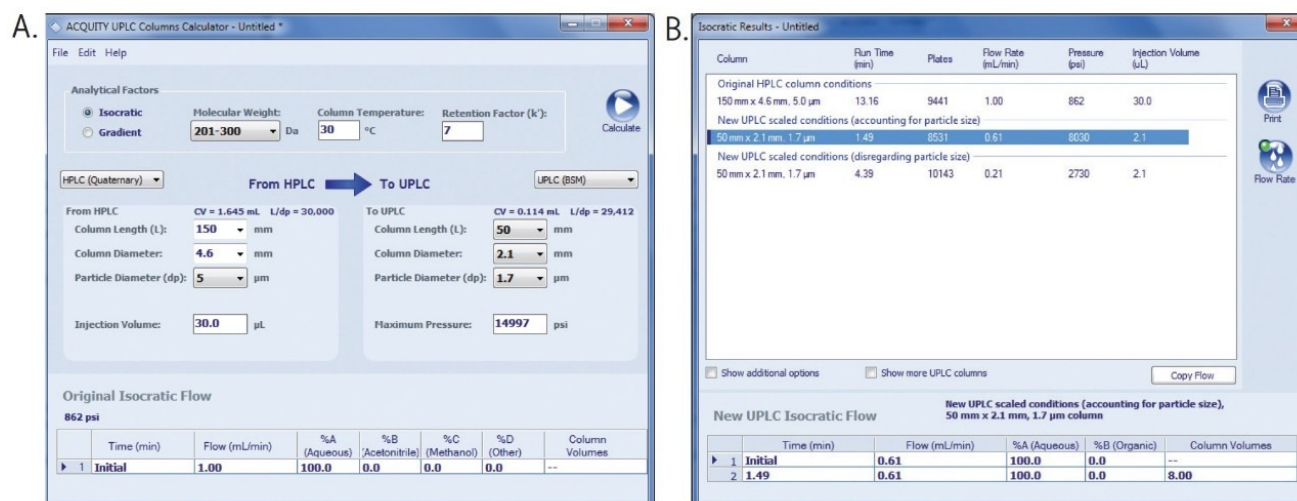 A.
ACQUITY UPLC Columns Calculator - Untitled *
File Edit Help
Analytical Factors
Isocratic
Gradient
Molecular Weight:
201-300 Da
Column Temperature:
30 °C
Retention Factor (k'):
7
Calculate
HPLC (Quaternary)
From HPLC To UPLC
UPLC (BSM)
From HPLC CV = 1.645 mL L/dp = 30,000
Column Length (L): 150 mm
Column Diameter: 4.6 mm
Particle Diameter (dp): 5 µm
Injection Volume: 30.0 µL
To UPLC CV = 0.114 mL L/dp = 29,412
Column Length (L): 50 mm
Column Diameter: 2.1 mm
Particle Diameter (dp): 1.7 µm
Maximum Pressure: 14997 psi
Original Isocratic Flow
862 psi
Time (min) Flow (mL/min) %A (Aqueous) %B (Acetonitrile) %C (Methanol) %D (Other) Column Volumes
1 Initial 1.00 100.0 0.0 0.0 0.0 --
B.
Isocratic Results - Untitled
Column Run Time (min) Plates Flow Rate (mL/min) Pressure (psi) Injection Volume (uL)
Original HPLC column conditions
150 mm x 4.6 mm, 5.0 µm 13.16 9441 1.00 862 30.0
New UPLC scaled conditions (accounting for particle size)
50 mm x 2.1 mm, 1.7 µm 1.49 8531 0.61 8030 2.1
New UPLC scaled conditions (disregarding particle size)
50 mm x 2.1 mm, 1.7 µm 4.39 10143 0.21 2730 2.1
Print
Flow Rate
Show additional options Show more UPLC columns Copy Flow
New UPLC Isocratic Flow
New UPLC scaled conditions (accounting for particle size),
50 mm x 2.1 mm, 1.7 µm column
Time (min) Flow (mL/min) %A (Aqueous) %B (Organic) Column Volumes
1 Initial 0.61 100.0 0.0 --
2 1.49 0.61 100.0 0.0 8.00